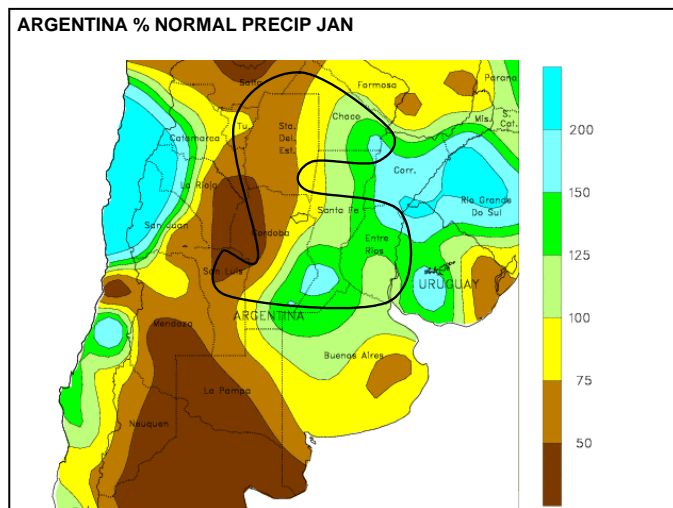 ARGENTINA % NORMAL PRECIP JAN
Salta
Formosa
Parana
Chaco
Tu.
Sta.
Del.
Est.
Mis.
S.
Cat.
Catamarca
Corr.
La Rioja
Rio Grande
Do Sul
Santa Fe
San Juan
Cordoba
Entre
Rios
San Luis
URUGUAY
ARGENTINA
Mendoza
Buenos Aires
La Pampa
Neuquen
200
150
125
100
75
50